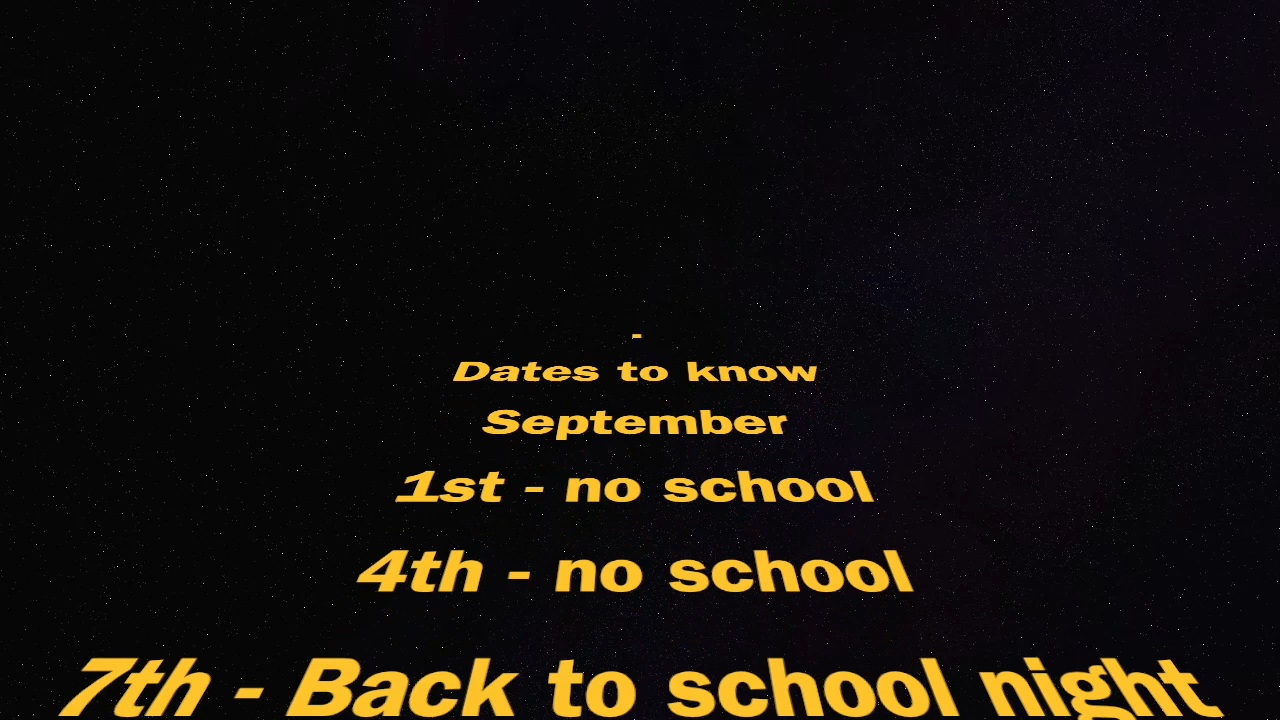 -
Dates to know
September
1st - no school
4th - no school
7th - Back to school night